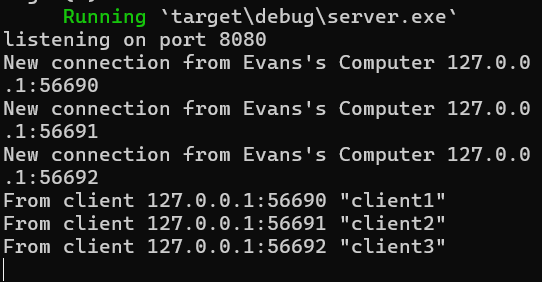 Running `target\debug\server.exe`
listening on port 8080
New connection from Evans's Computer 127.0.0
.1:56690
New connection from Evans's Computer 127.0.0
.1:56691
New connection from Evans's Computer 127.0.0
.1:56692
From client 127.0.0.1:56690 "client1"
From client 127.0.0.1:56691 "client2"
From client 127.0.0.1:56692 "client3"